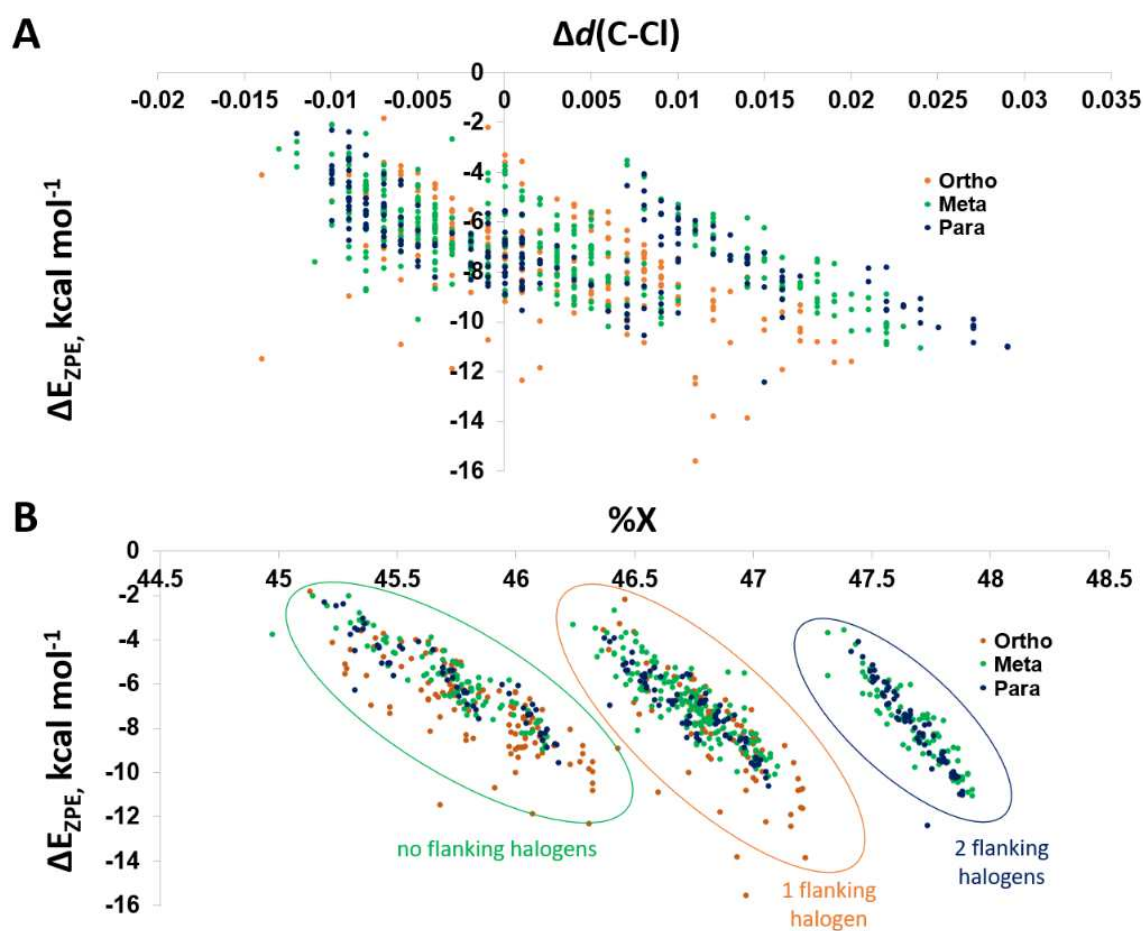 A
Δd(C-Cl)
0
-0.02 -0.015 -0.01 -0.005 0 0.005 0.01 0.015 0.02 0.025 0.03 0.035
-2
-4
-6
-8
-10
-12
-14
-16
ΔE_ZPE, kcal mol⁻¹
Ortho
Meta
Para
B
%X
0
44.5 45 45.5 46 46.5 47 47.5 48 48.5
-2
-4
-6
-8
-10
-12
-14
-16
ΔE_ZPE, kcal mol⁻¹
Ortho
Meta
Para
no flanking halogens
1 flanking
halogen
2 flanking
halogens